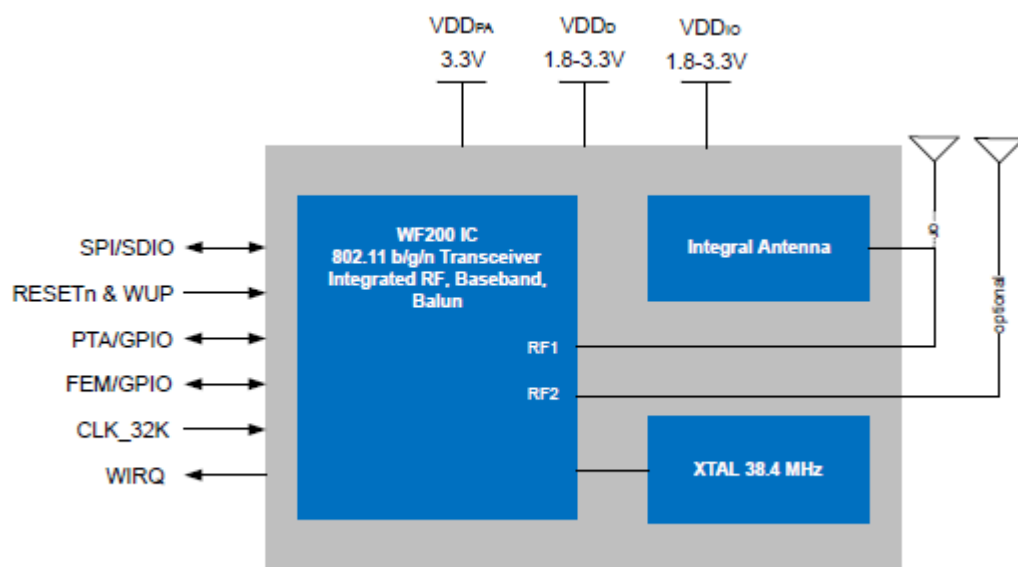 VDDPA
3.3V
VDDD
1.8-3.3V
VDDIO
1.8-3.3V
SPI/SDIO
RESETn & WUP
PTA/GPIO
FEM/GPIO
CLK_32K
WIRQ
WF200 IC
802.11 b/g/n Transceiver
Integrated RF, Baseband,
Balun
RF1
RF2
Integral Antenna
XTAL 38.4 MHz
optional